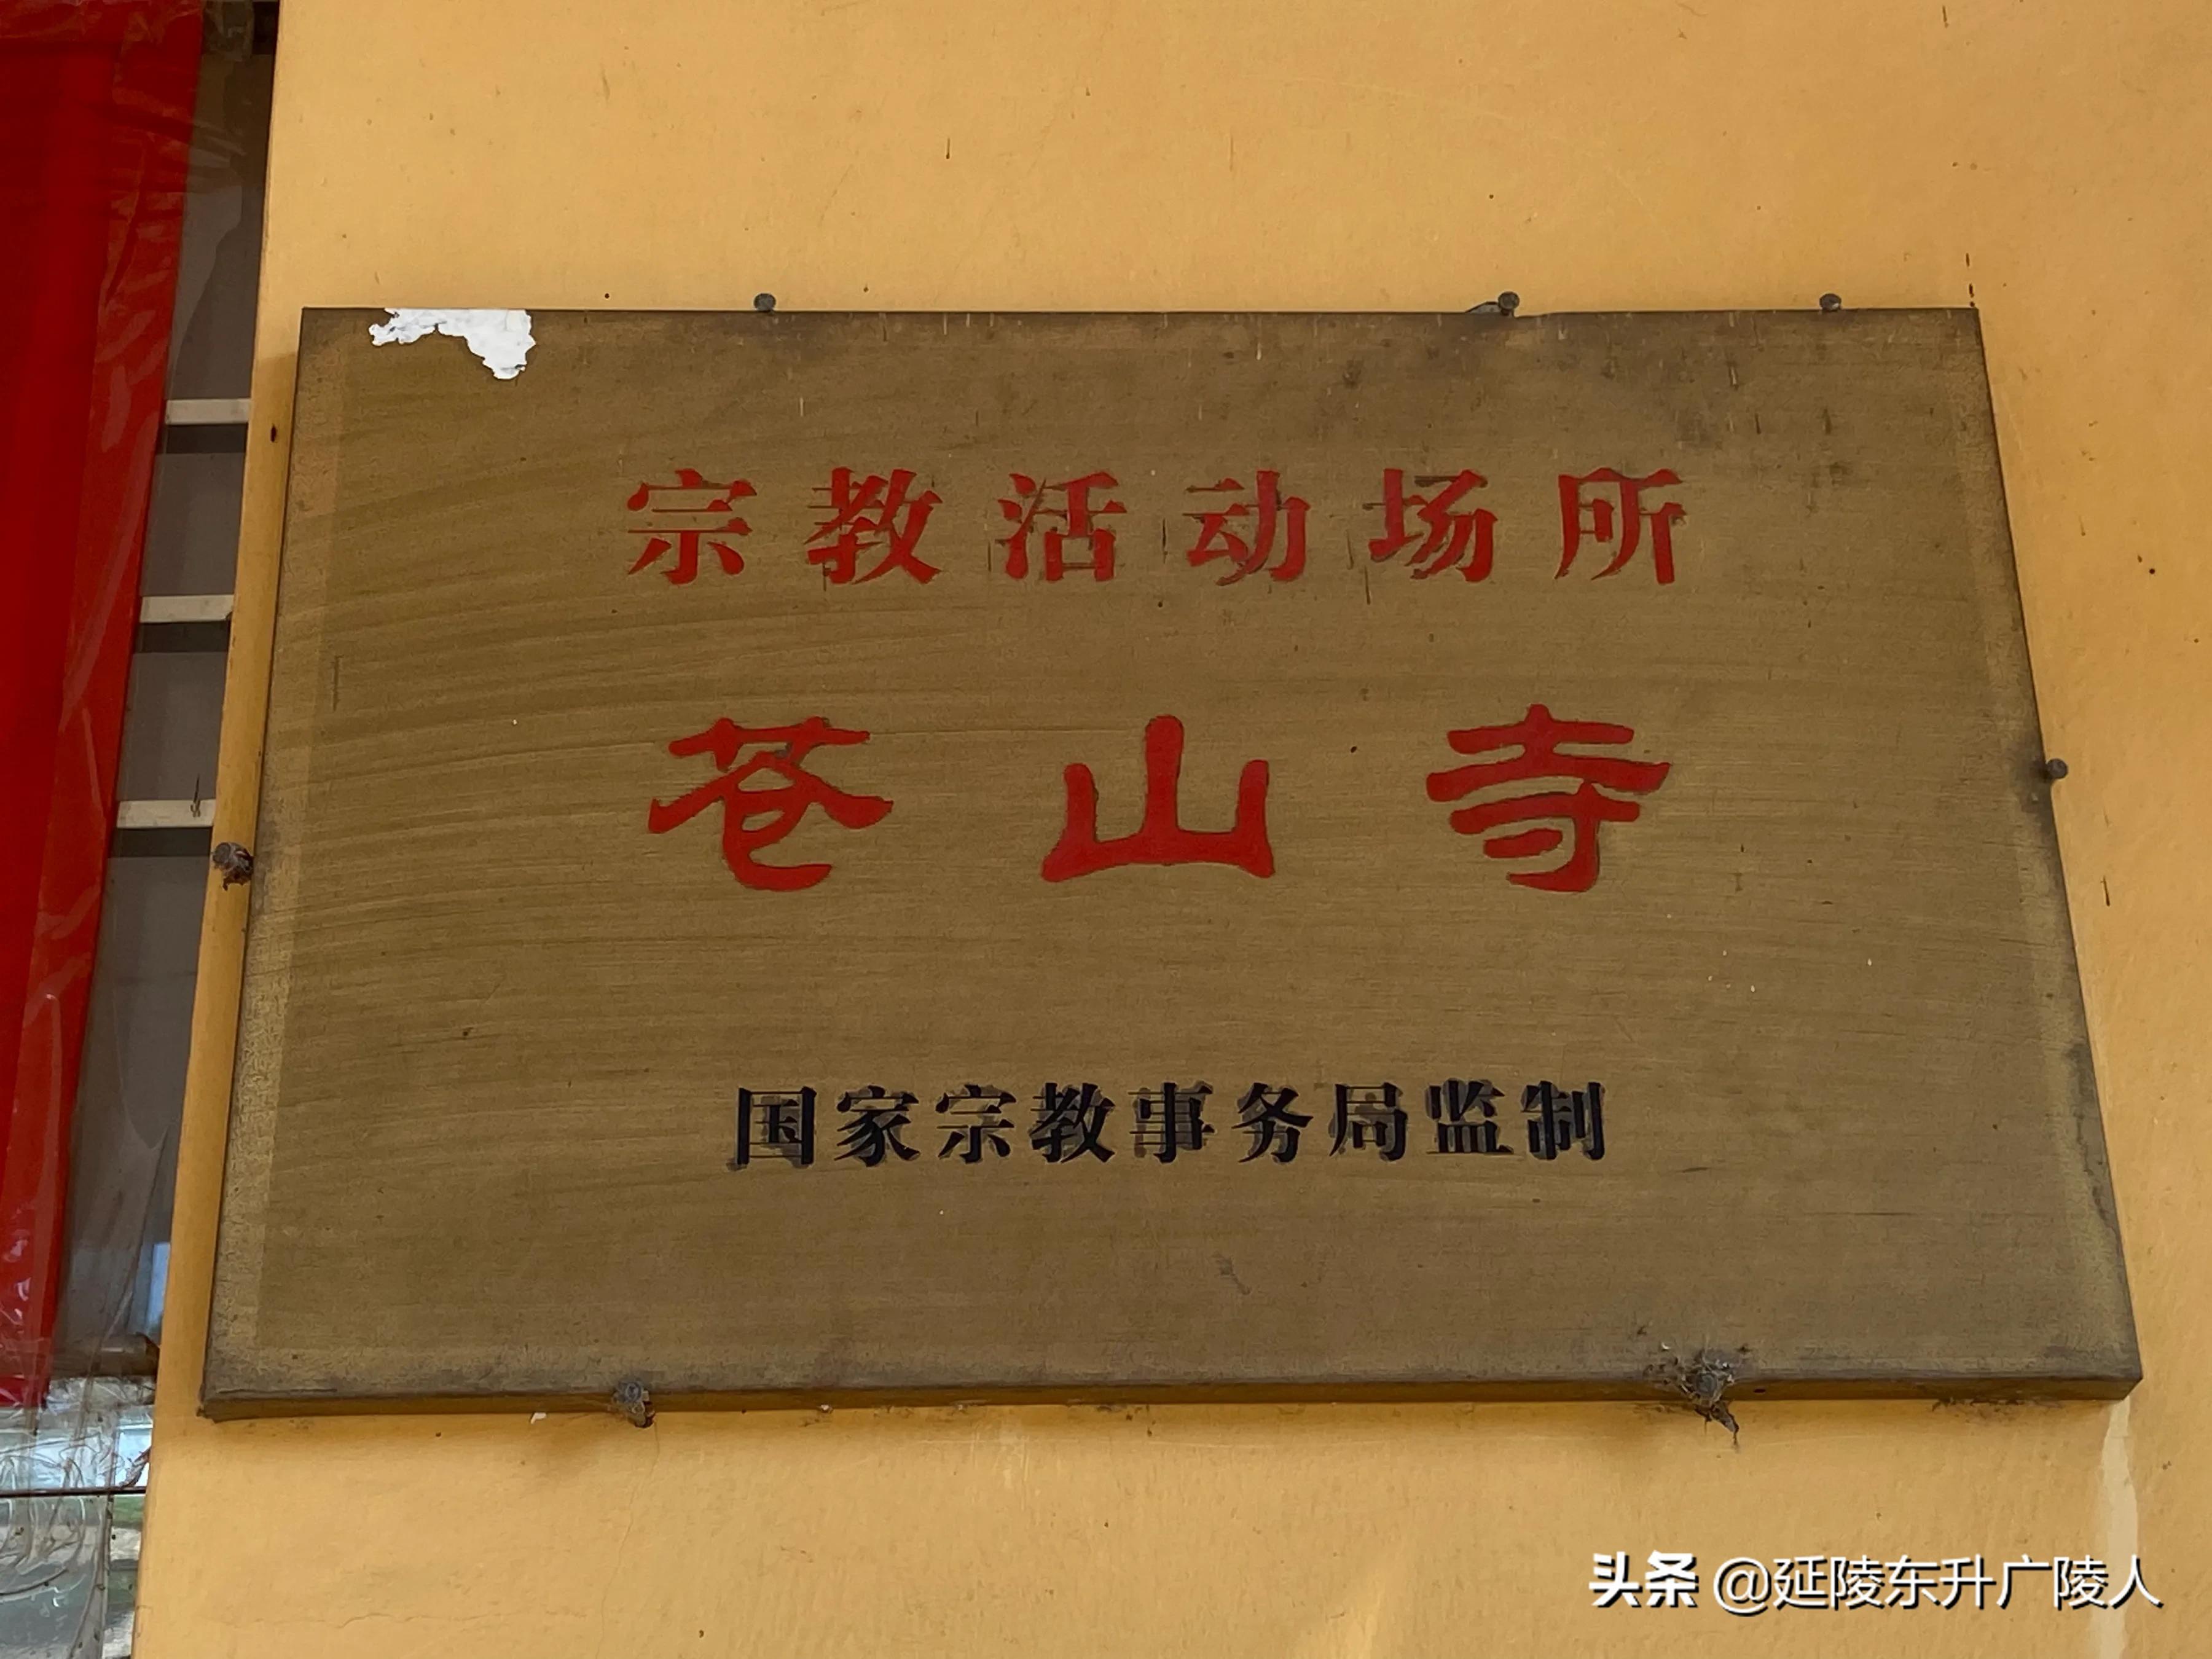 宗教活动场所
苍山寺
国家宗教事务局监制
头条 @延陵东升广陵人